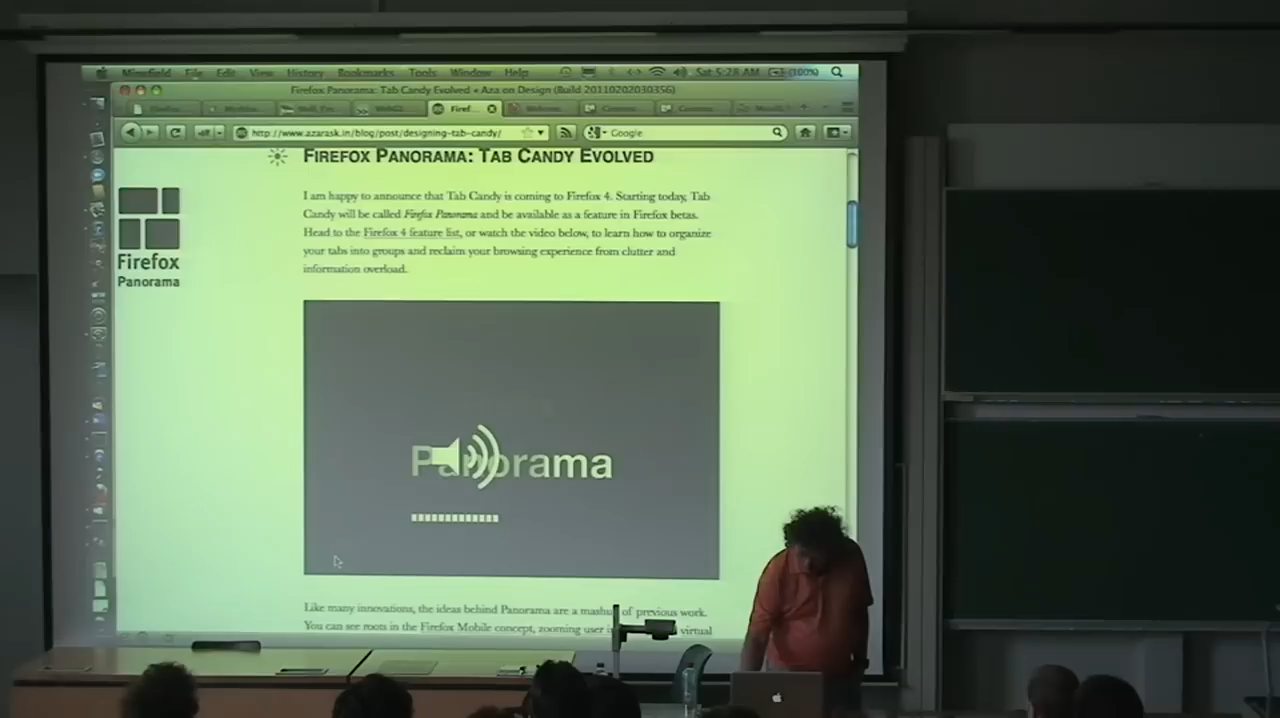 Minefield File Edit View History Bookmarks Tools Window Help Sat 5:28 AM (100%)
Firefox Panorama: Tab Candy Evolved « Aza on Design (Build 20110202030356)
Firef...
http://www.azarask.in/blog/post/designing-tab-candy/ Google
FIREFOX PANORAMA: TAB CANDY EVOLVED
I am happy to announce that Tab Candy is coming to Firefox 4. Starting today, Tab
Candy will be called Firefox Panorama and be available as a feature in Firefox betas.
Head to the Firefox 4 feature list, or watch the video below, to learn how to organize
your tabs into groups and reclaim your browsing experience from clutter and
information overload.
Firefox
Panorama
Panorama
Like many innovations, the ideas behind Panorama are a mashup of previous work.
You can see roots in the Firefox Mobile concept, zooming user virtual